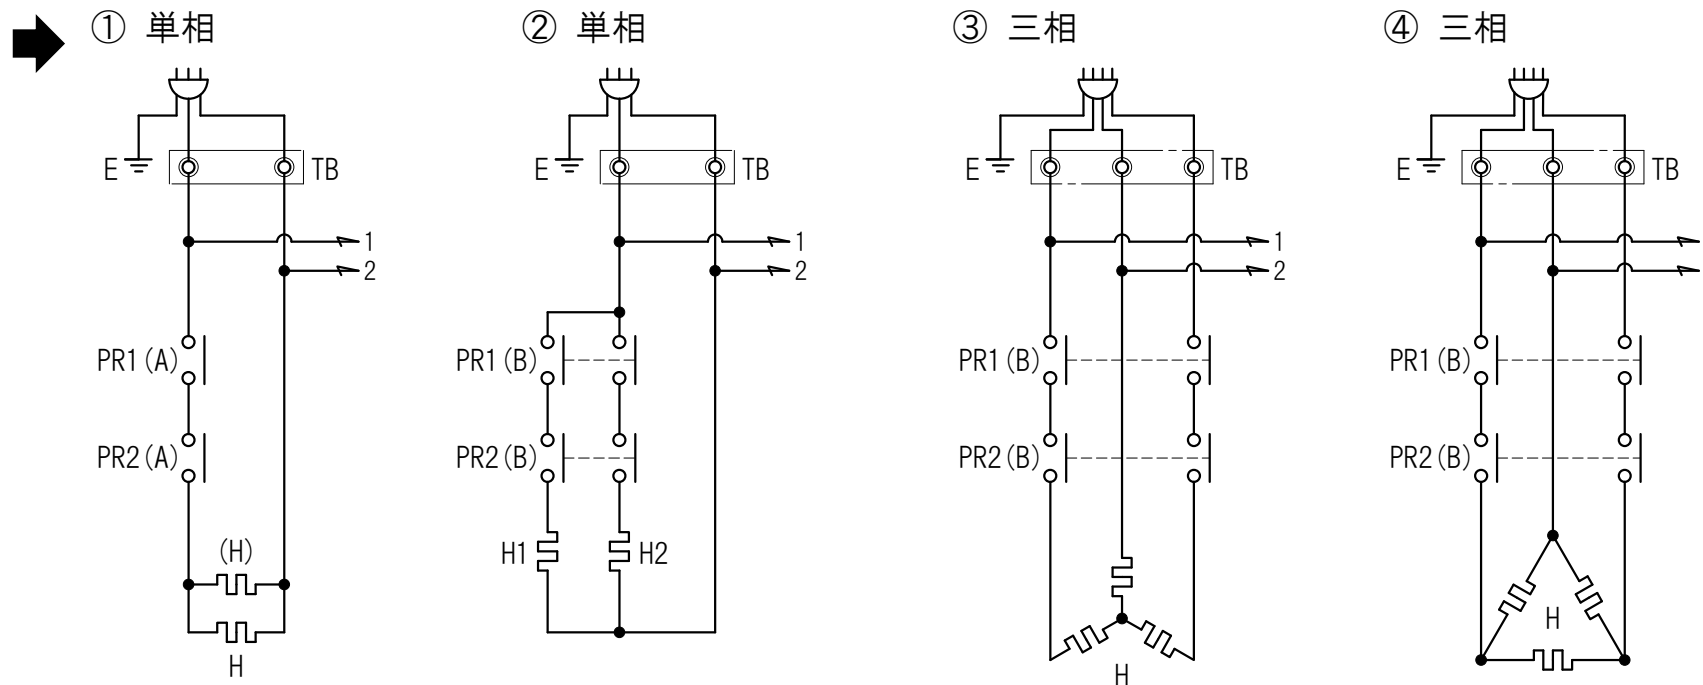 ① 単相
E
TB
1
2
PR1(A)
PR2(A)
(H)
H
② 単相
E
TB
1
2
PR1(B)
PR2(B)
H1
H2
③ 三相
E
TB
1
2
PR1(B)
PR2(B)
H
④ 三相
E
TB
PR1(B)
PR2(B)
H